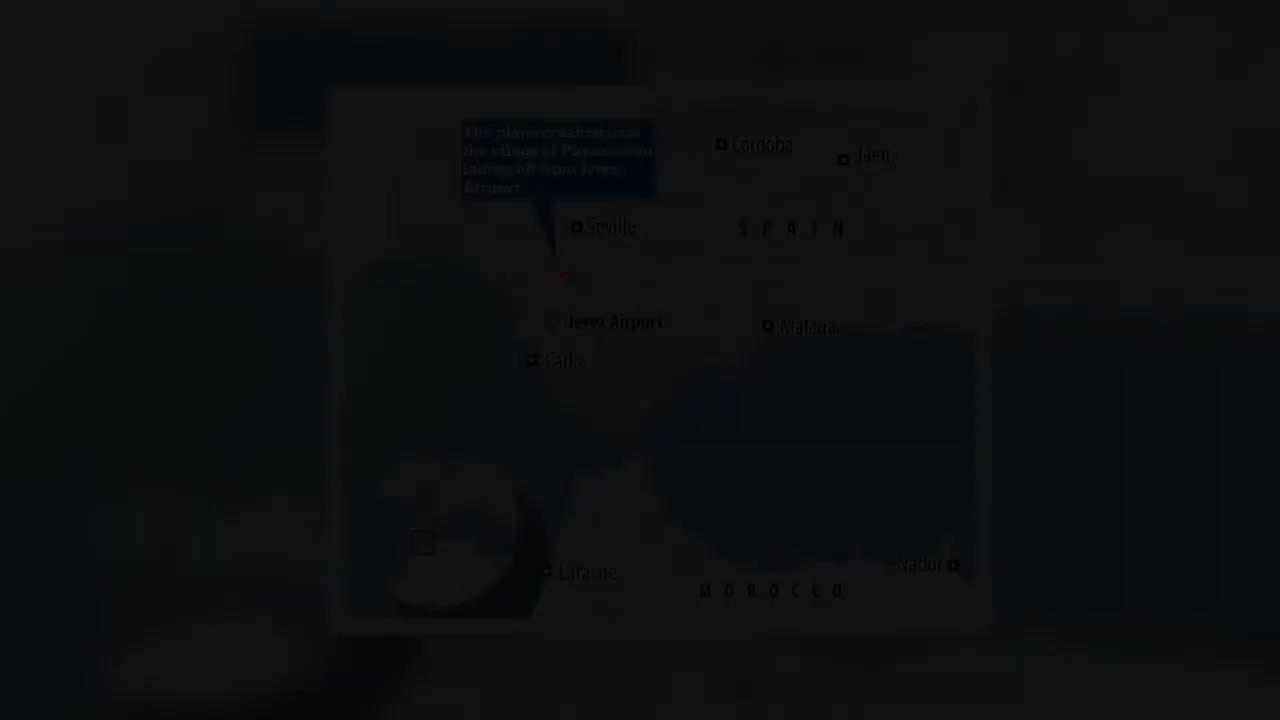 The plane crashed near
the village of
taking off from Jerez
Airport
Cordoba
Jaen
Seville
S P A I N
Jerez Airport
Malaga
Cadiz
Larache
Nador
M O R O C C O